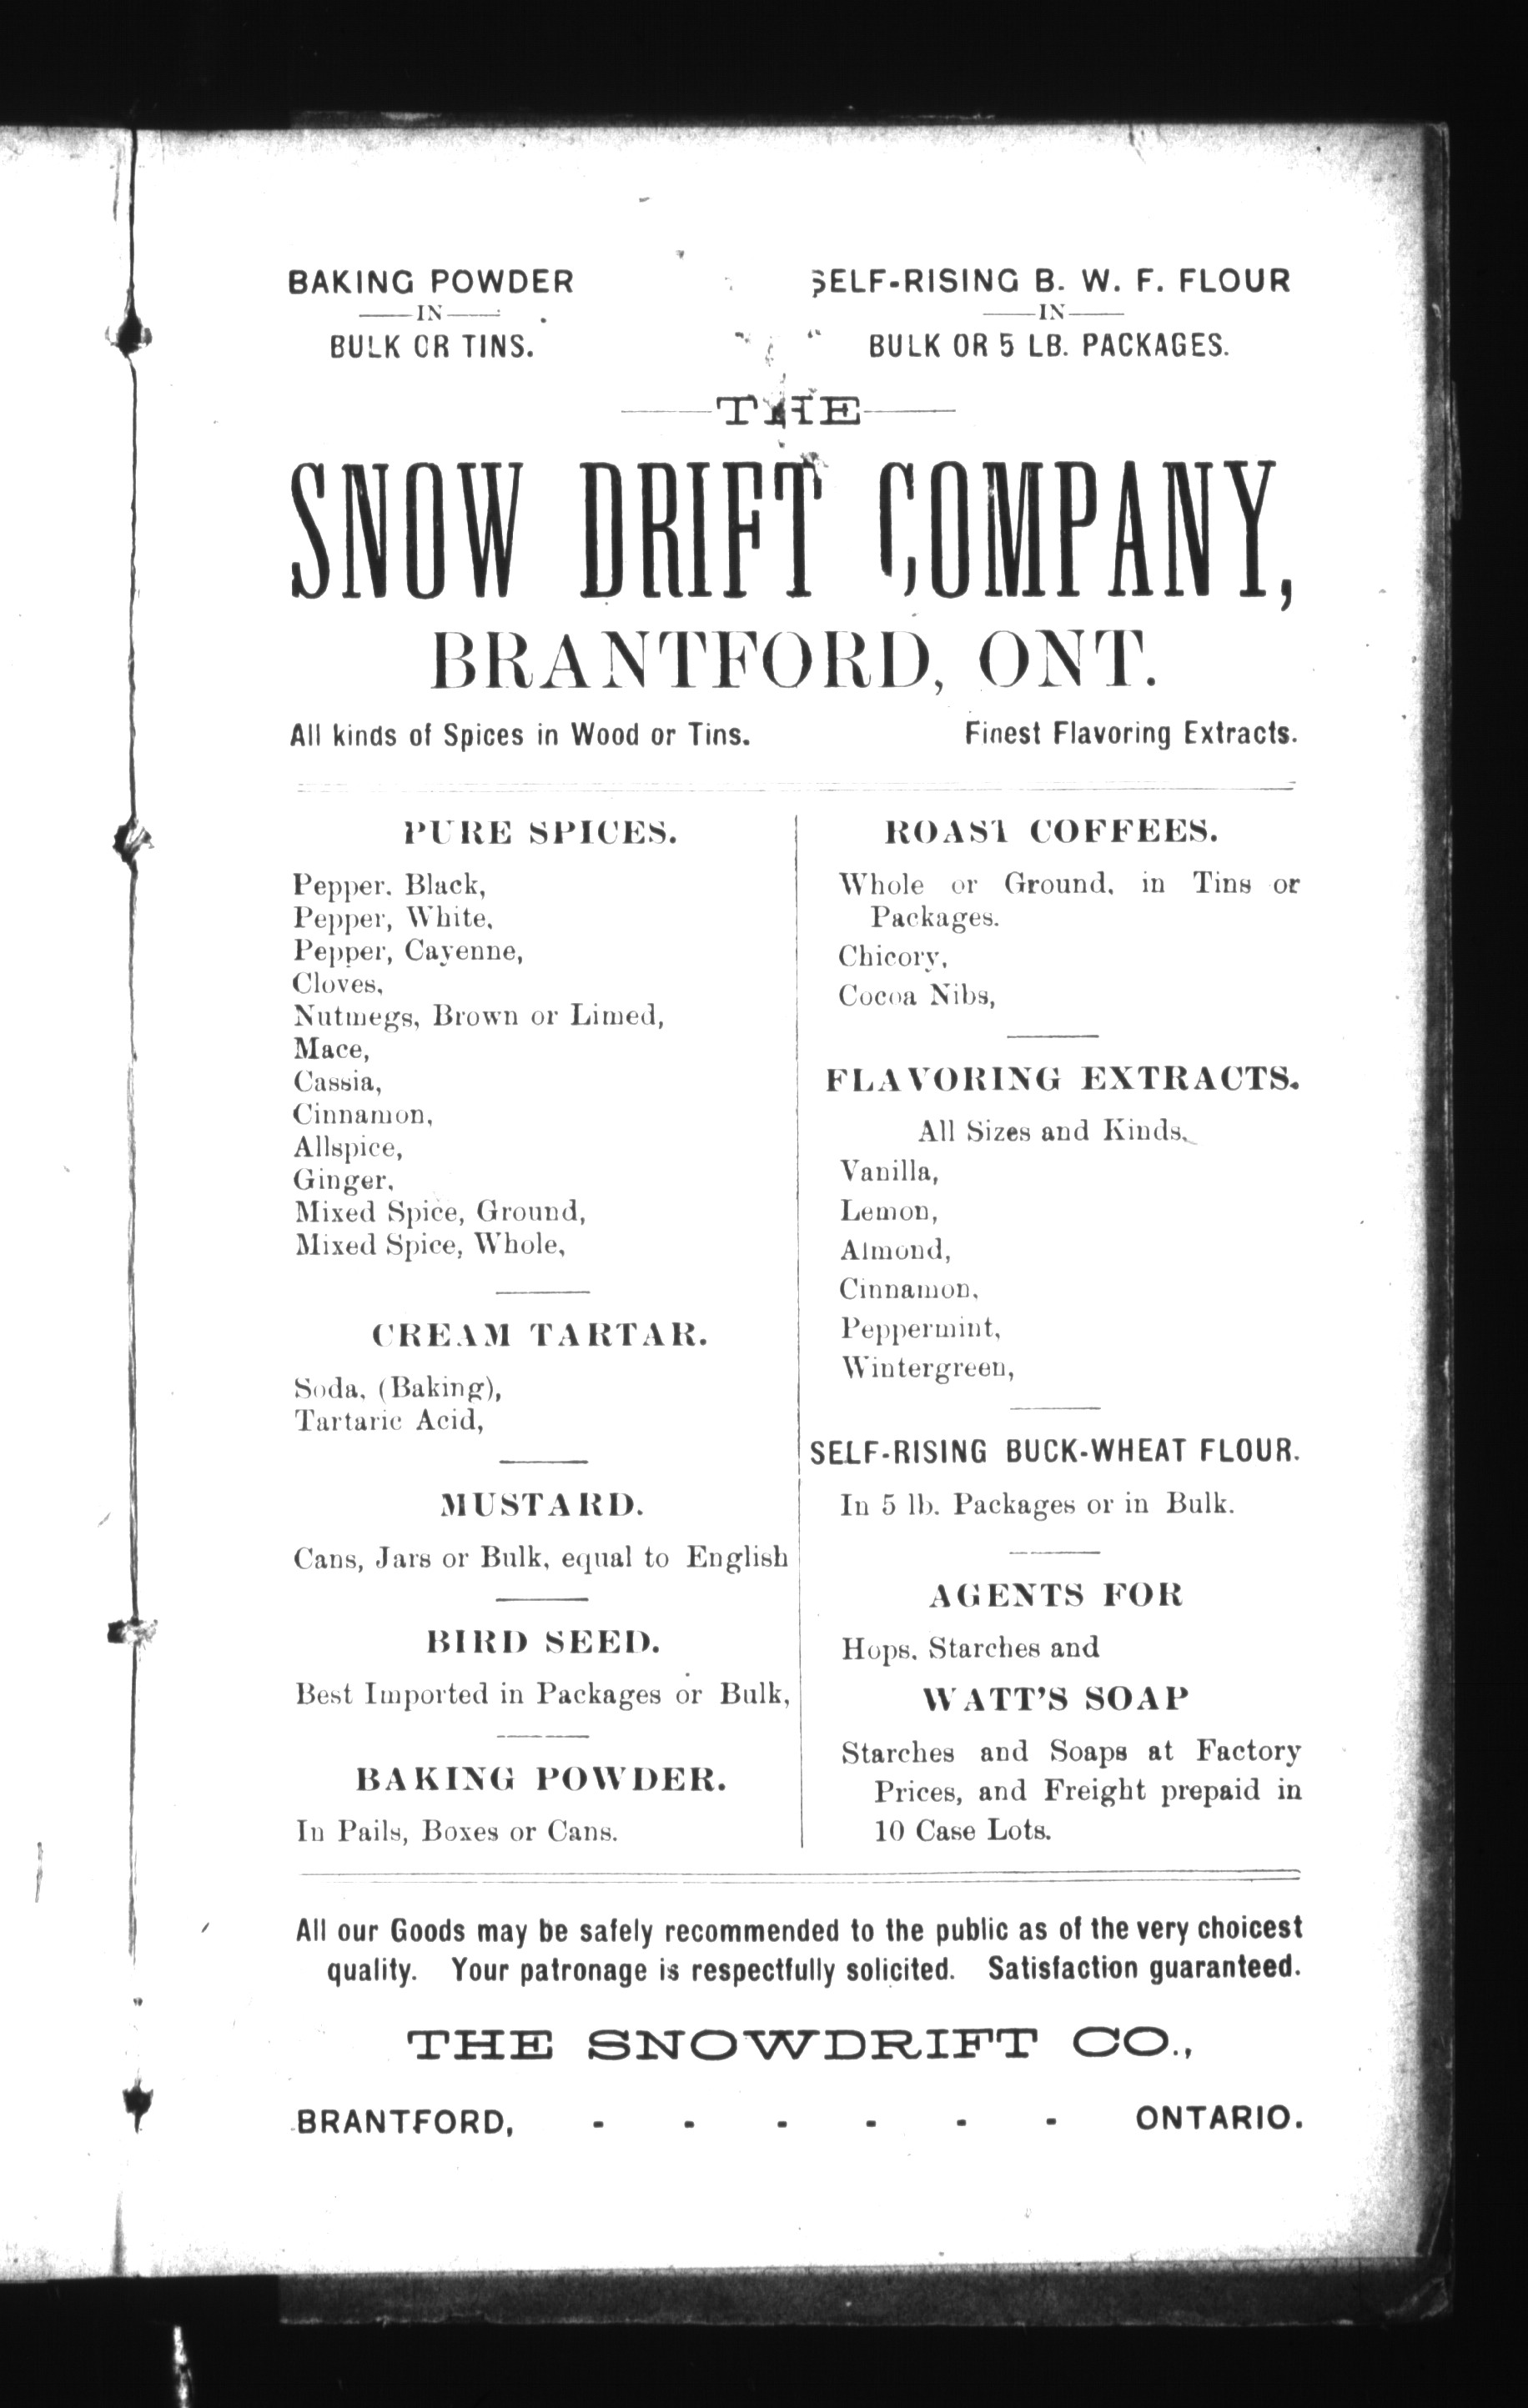 BAKING POWDER
IN
BULK OR TINS.
SELF-RISING B. W. F. FLOUR
IN
BULK OR 5 LB. PACKAGES.
THE
SNOW DRIFT COMPANY,
BRANTFORD, ONT.
All kinds of Spices in Wood or Tins. Finest Flavoring Extracts.
PURE SPICES.
Pepper. Black,
Pepper, White,
Pepper, Cayenne,
Cloves,
Nutmegs, Brown or Limed,
Mace,
Cassia,
Cinnamon,
Allspice,
Ginger,
Mixed Spice, Ground,
Mixed Spice, Whole,
CREAM TARTAR.
Soda, (Baking),
Tartaric Acid,
MUSTARD.
Cans, Jars or Bulk, equal to English
BIRD SEED.
Best Imported in Packages or Bulk,
BAKING POWDER.
In Pails, Boxes or Cans.
ROAST COFFEES.
Whole or Ground, in Tins or
Packages.
Chicory,
Cocoa Nibs,
FLAVORING EXTRACTS.
All Sizes and Kinds,
Vanilla,
Lemon,
Almond,
Cinnamon,
Peppermint,
Wintergreen,
SELF-RISING BUCK-WHEAT FLOUR.
In 5 lb. Packages or in Bulk.
AGENTS FOR
Hops, Starches and
WATT'S SOAP
Starches and Soaps at Factory
Prices, and Freight prepaid in
10 Case Lots.
All our Goods may be safely recommended to the public as of the very choicest
quality. Your patronage is respectfully solicited. Satisfaction guaranteed.
THE SNOWDRIFT CO.,
BRANTFORD, - - - - - - ONTARIO.